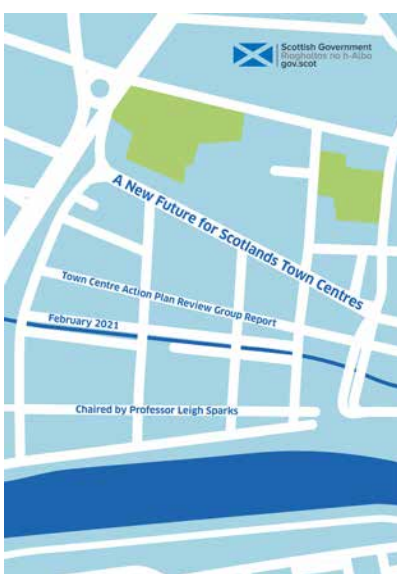 Scottish Government
Riaghaltas na h-Alba
gov.scot
A New Future for Scotlands Town Centres
Town Centre Action Plan Review Group Report
February 2021
Chaired by Professor Leigh Sparks